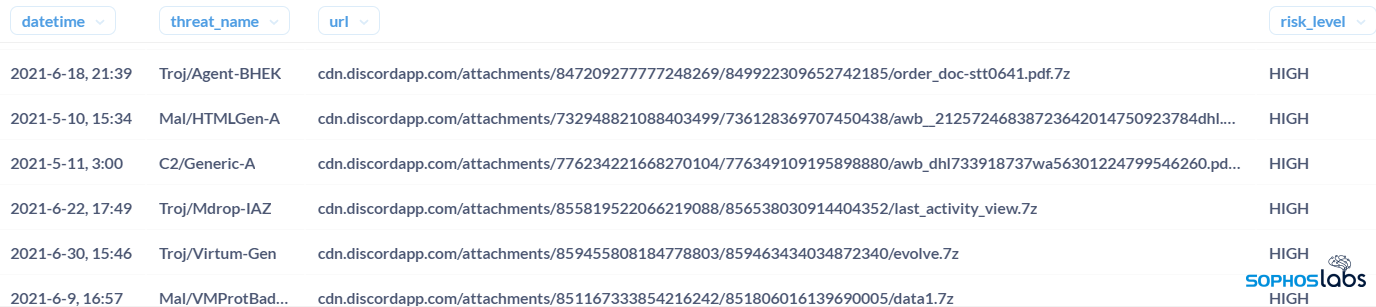 datetime threat_name url risk_level
2021-6-18, 21:39 Troj/Agent-BHEK cdn.discordapp.com/attachments/847209277777248269/849922309652742185/order_doc-stt0641.pdf.7z HIGH
2021-5-10, 15:34 Mal/HTMLGen-A cdn.discordapp.com/attachments/732948821088403499/736128369707450438/awb__21257246838723642014750923784dhl.… HIGH
2021-5-11, 3:00 C2/Generic-A cdn.discordapp.com/attachments/776234221668270104/776349109195898880/awb_dhl733918737wa56301224799546260.pd… HIGH
2021-6-22, 17:49 Troj/Mdrop-IAZ cdn.discordapp.com/attachments/855819522066219088/856538030914404352/last_activity_view.7z HIGH
2021-6-30, 15:46 Troj/Virtum-Gen cdn.discordapp.com/attachments/859455808184778803/859463434034872340/evolve.7z HIGH
2021-6-9, 16:57 Mal/VMProtBad… cdn.discordapp.com/attachments/851167333854216242/851806016139690005/data1.7z HIGH
SOPHOSlabs